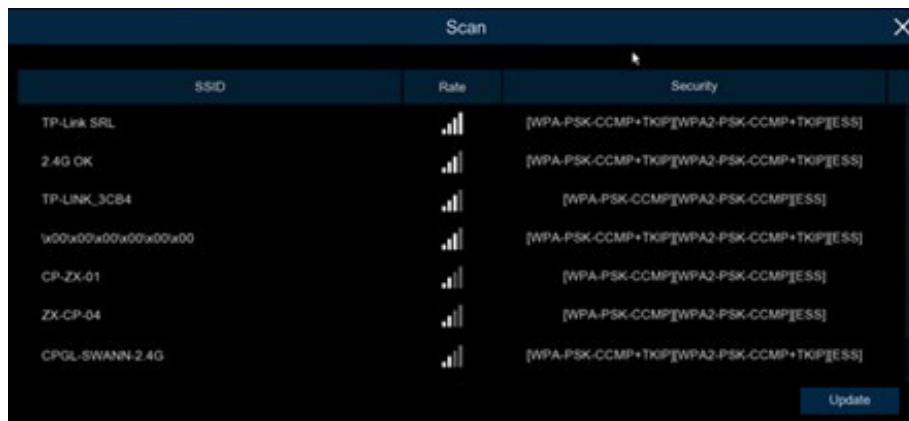 Scan
SSID Rate Security
TP-Link SRL [WPA-PSK-CCMP+TKIP][WPA2-PSK-CCMP+TKIP][ESS]
2.4G OK [WPA-PSK-CCMP+TKIP][WPA2-PSK-CCMP+TKIP][ESS]
TP-LINK_3CB4 [WPA-PSK-CCMP][WPA2-PSK-CCMP][ESS]
\x00\x00\x00\x00\x00\x00 [WPA-PSK-CCMP+TKIP][WPA2-PSK-CCMP+TKIP][ESS]
CP-ZX-01 [WPA-PSK-CCMP][WPA2-PSK-CCMP][ESS]
ZX-CP-04 [WPA-PSK-CCMP][WPA2-PSK-CCMP][ESS]
CPGL-SWANN-2.4G [WPA-PSK-CCMP+TKIP][WPA2-PSK-CCMP+TKIP][ESS]
Update